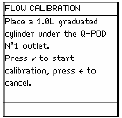 FLOW CALIBRATION
Place a 1.0L graduated
cylinder under the Q-POD
N°1 outlet.
Press ✓ to start
calibration, press ← to
cancel.